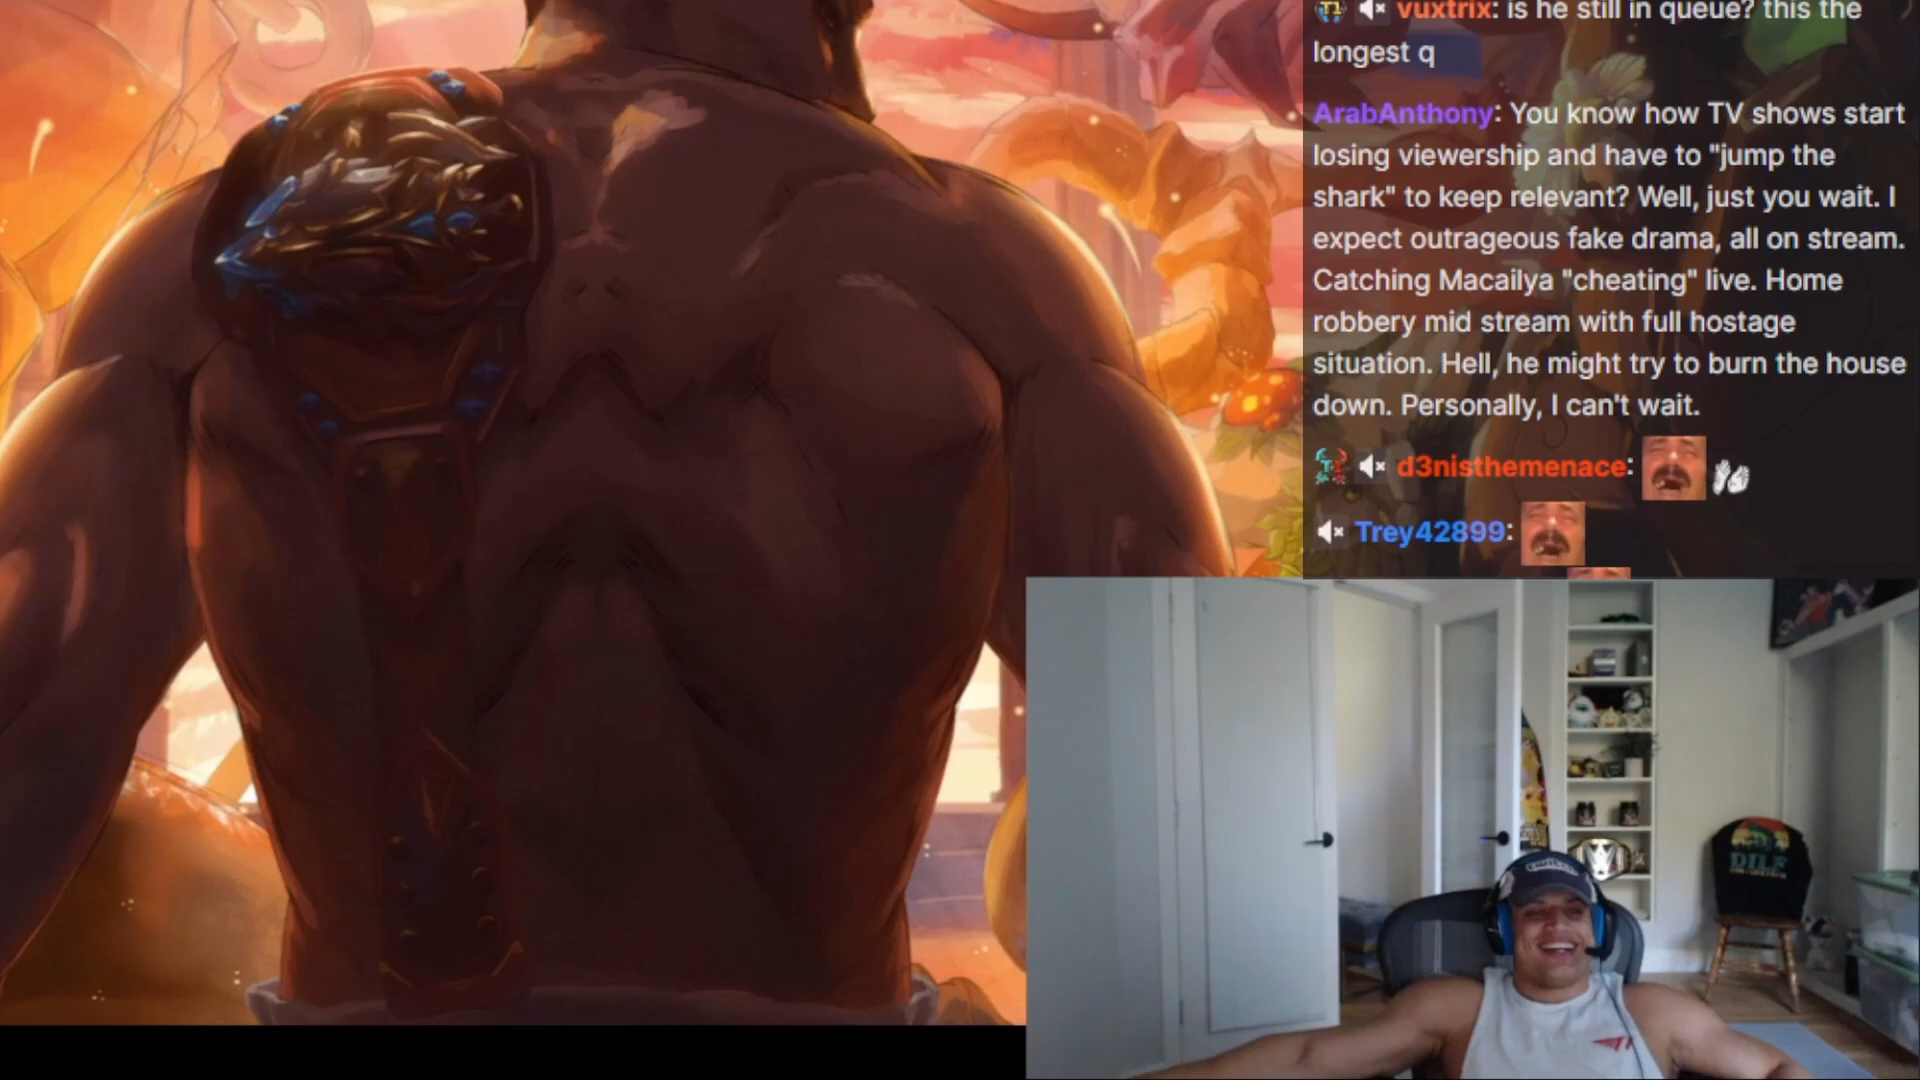 vuxtrix: is he still in queue? this the
longest q
ArabAnthony: You know how TV shows start
losing viewership and have to "jump the
shark" to keep relevant? Well, just you wait. I
expect outrageous fake drama, all on stream.
Catching Macailya "cheating" live. Home
robbery mid stream with full hostage
situation. Hell, he might try to burn the house
down. Personally, I can't wait.
d3nisthemenace:
Trey42899:
DILF